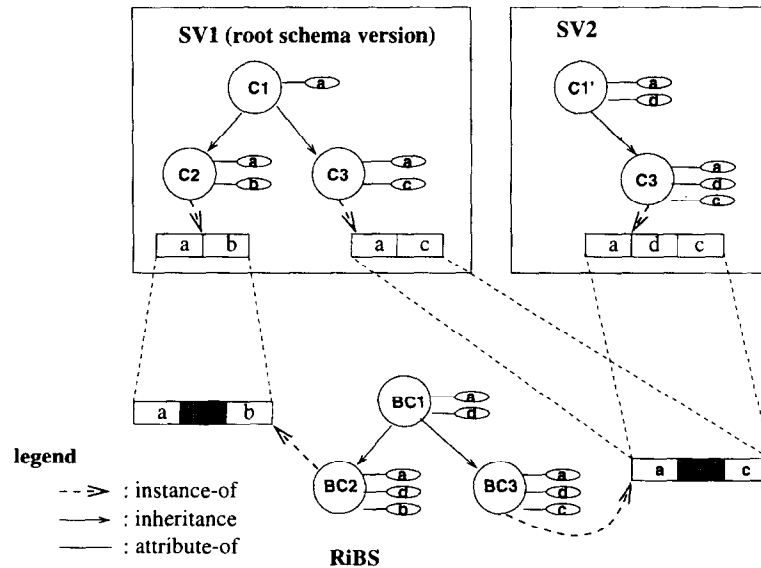 SV1 (root schema version)
SV2
C1
a
C1'
a
d
C2
a
b
C3
a
c
C3
a
d
c
a b
a c
a d c
a b
BC1
a
d
a c
legend
: instance-of
: inheritance
: attribute-of
BC2
a
d
b
BC3
a
d
c
RiBS